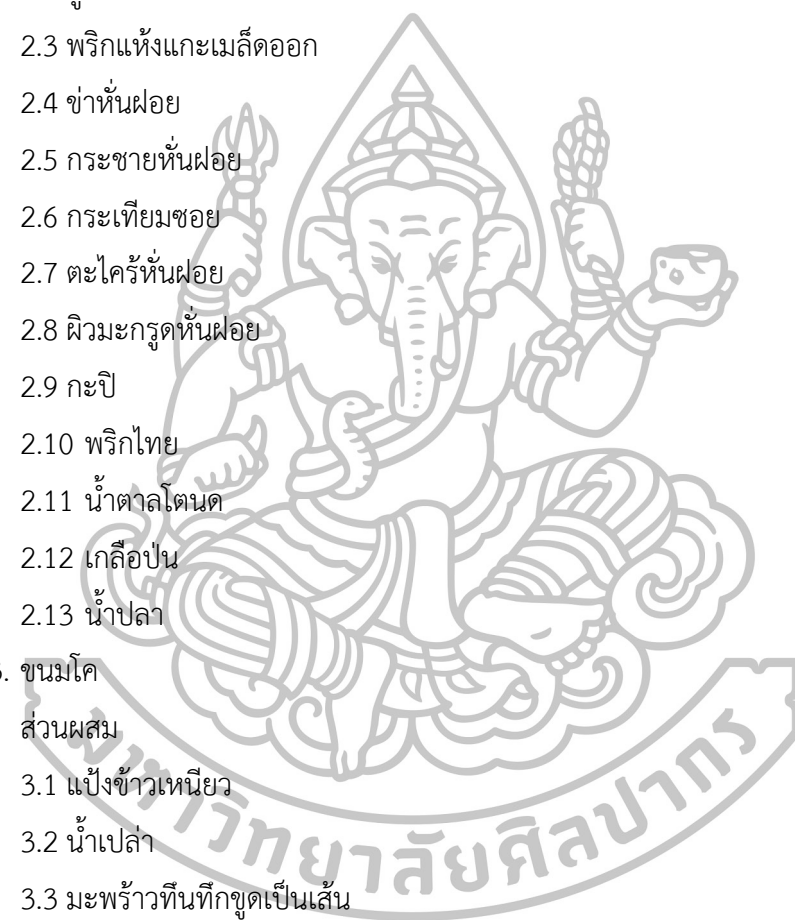 2.3 พริกแห้งแกะเมล็ดออก
2.4 ข่าหั่นฝอย
2.5 กระชายหั่นฝอย
2.6 กระเทียมซอย
2.7 ตะไคร้หั่นฝอย
2.8 ผิวมะกรูดหั่นฝอย
2.9 กะปิ
2.10 พริกไทย
2.11 น้ำตาลโตนด
2.12 เกลือป่น
2.13 น้ำปลา
ขนมโค
ส่วนผสม
3.1 แป้งข้าวเหนียว
3.2 น้ำเปล่า
3.3 มะพร้าวทึนทึกขูดเป็นเส้น
มหาวิทยาลัยศิลปากร